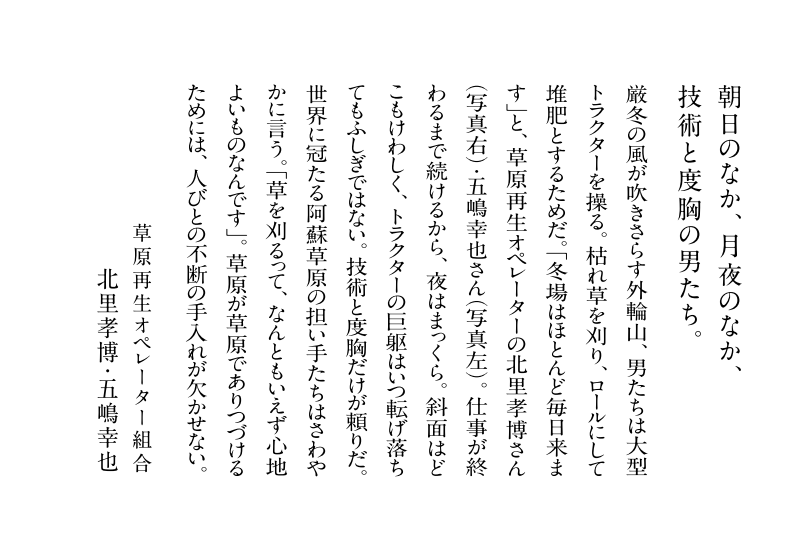 朝日のなか、月夜のなか、
技術と度胸の男たち。
厳冬の風が吹きさらす外輪山、男たちは大型
トラクターを操る。枯れ草を刈り、ロールにして
堆肥とするためだ。「冬場はほとんど毎日来ま
す」と、草原再生オペレーターの北里孝博さん
（写真右）・五嶋幸也さん（写真左）。仕事が終
わるまで続けるから、夜はまっくら。斜面はど
こもけわしく、トラクターの巨躯はいつ転げ落ち
てもふしぎではない。技術と度胸だけが頼りだ。
世界に冠たる阿蘇草原の担い手たちはさわや
かに言う。「草を刈るって、なんともいえず心地
よいものなんです」。草原が草原でありつづける
ためには、人びとの不断の手入れが欠かせない。
草原再生オペレーター組合
北里孝博・五嶋幸也